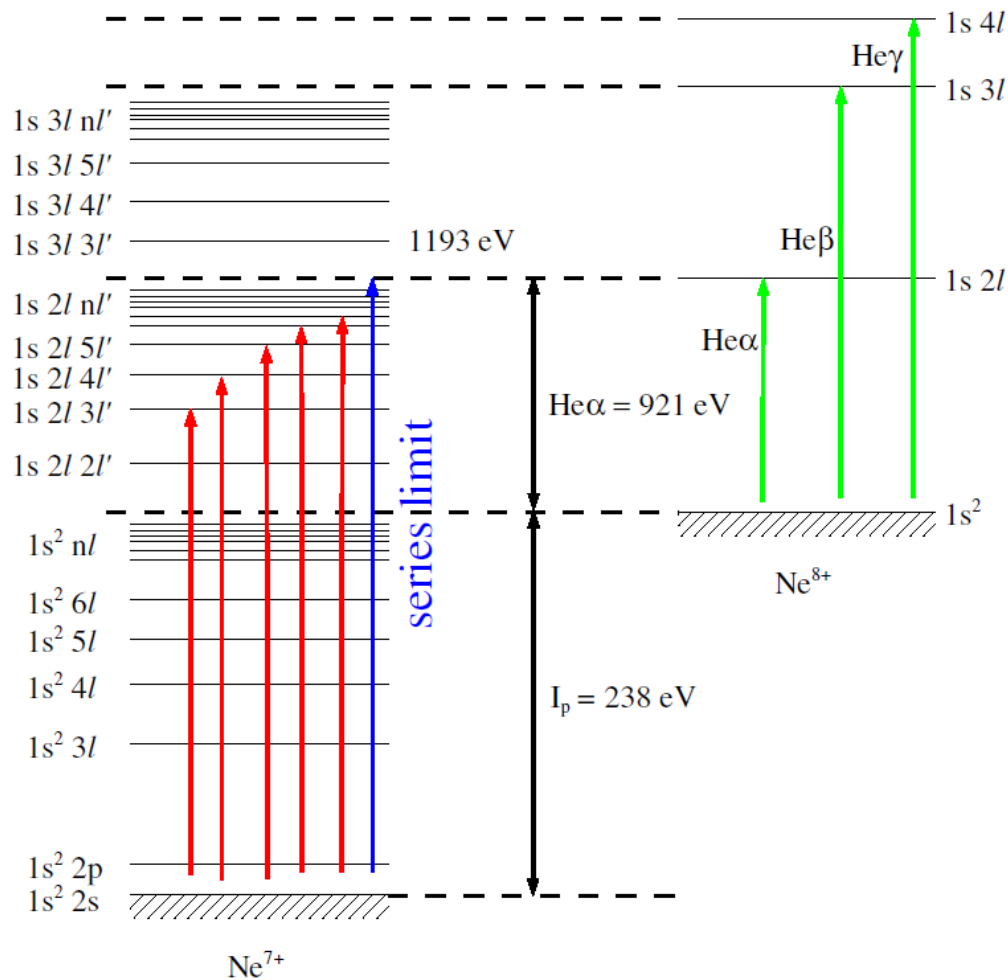 1s 4l
Heγ
1s 3l
1s 3l nl′
1s 3l 5l′
1s 3l 4l′
1s 3l 3l′
1193 eV
Heβ
1s 2l
1s 2l nl′
1s 2l 5l′
1s 2l 4l′
1s 2l 3l′
1s 2l 2l′
Heα
Heα = 921 eV
series limit
1s²
1s² nl
Ne⁸⁺
1s² 6l
1s² 5l
1s² 4l
1s² 3l
Iₚ = 238 eV
1s² 2p
1s² 2s
Ne⁷⁺